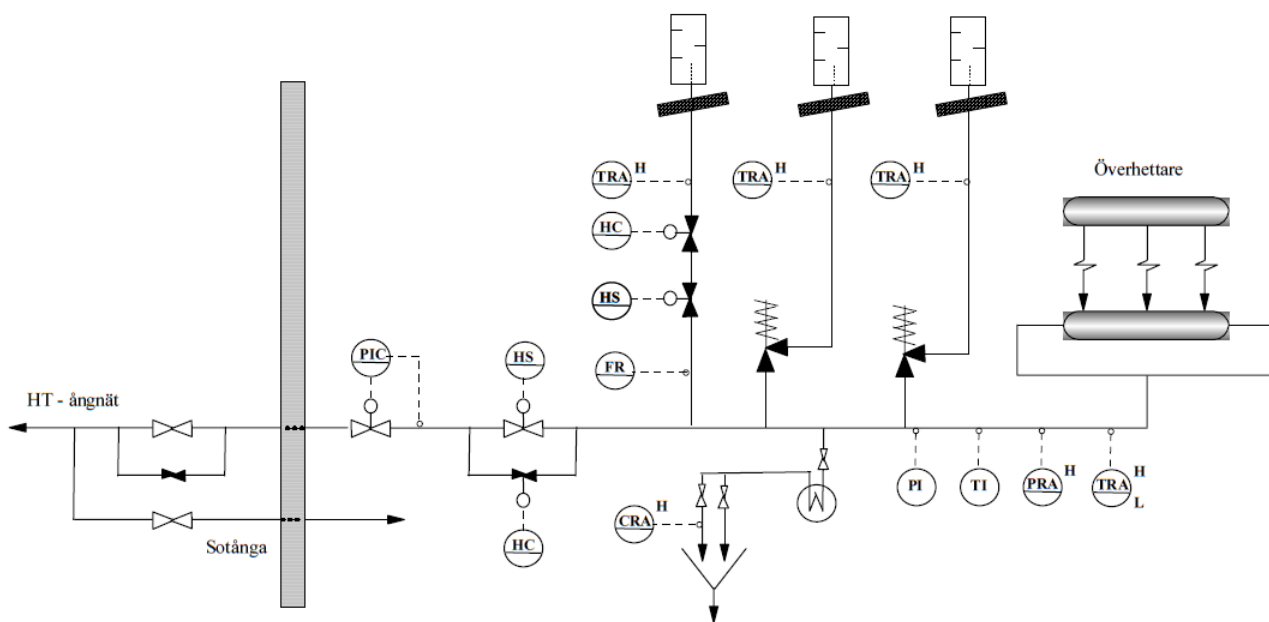 TRA H
TRA H
TRA H
Överhettare
HC
HS
FR
PIC
HS
HT - ångnät
PI
TI
PRA H
TRA H
L
CRA H
HC
Sotånga